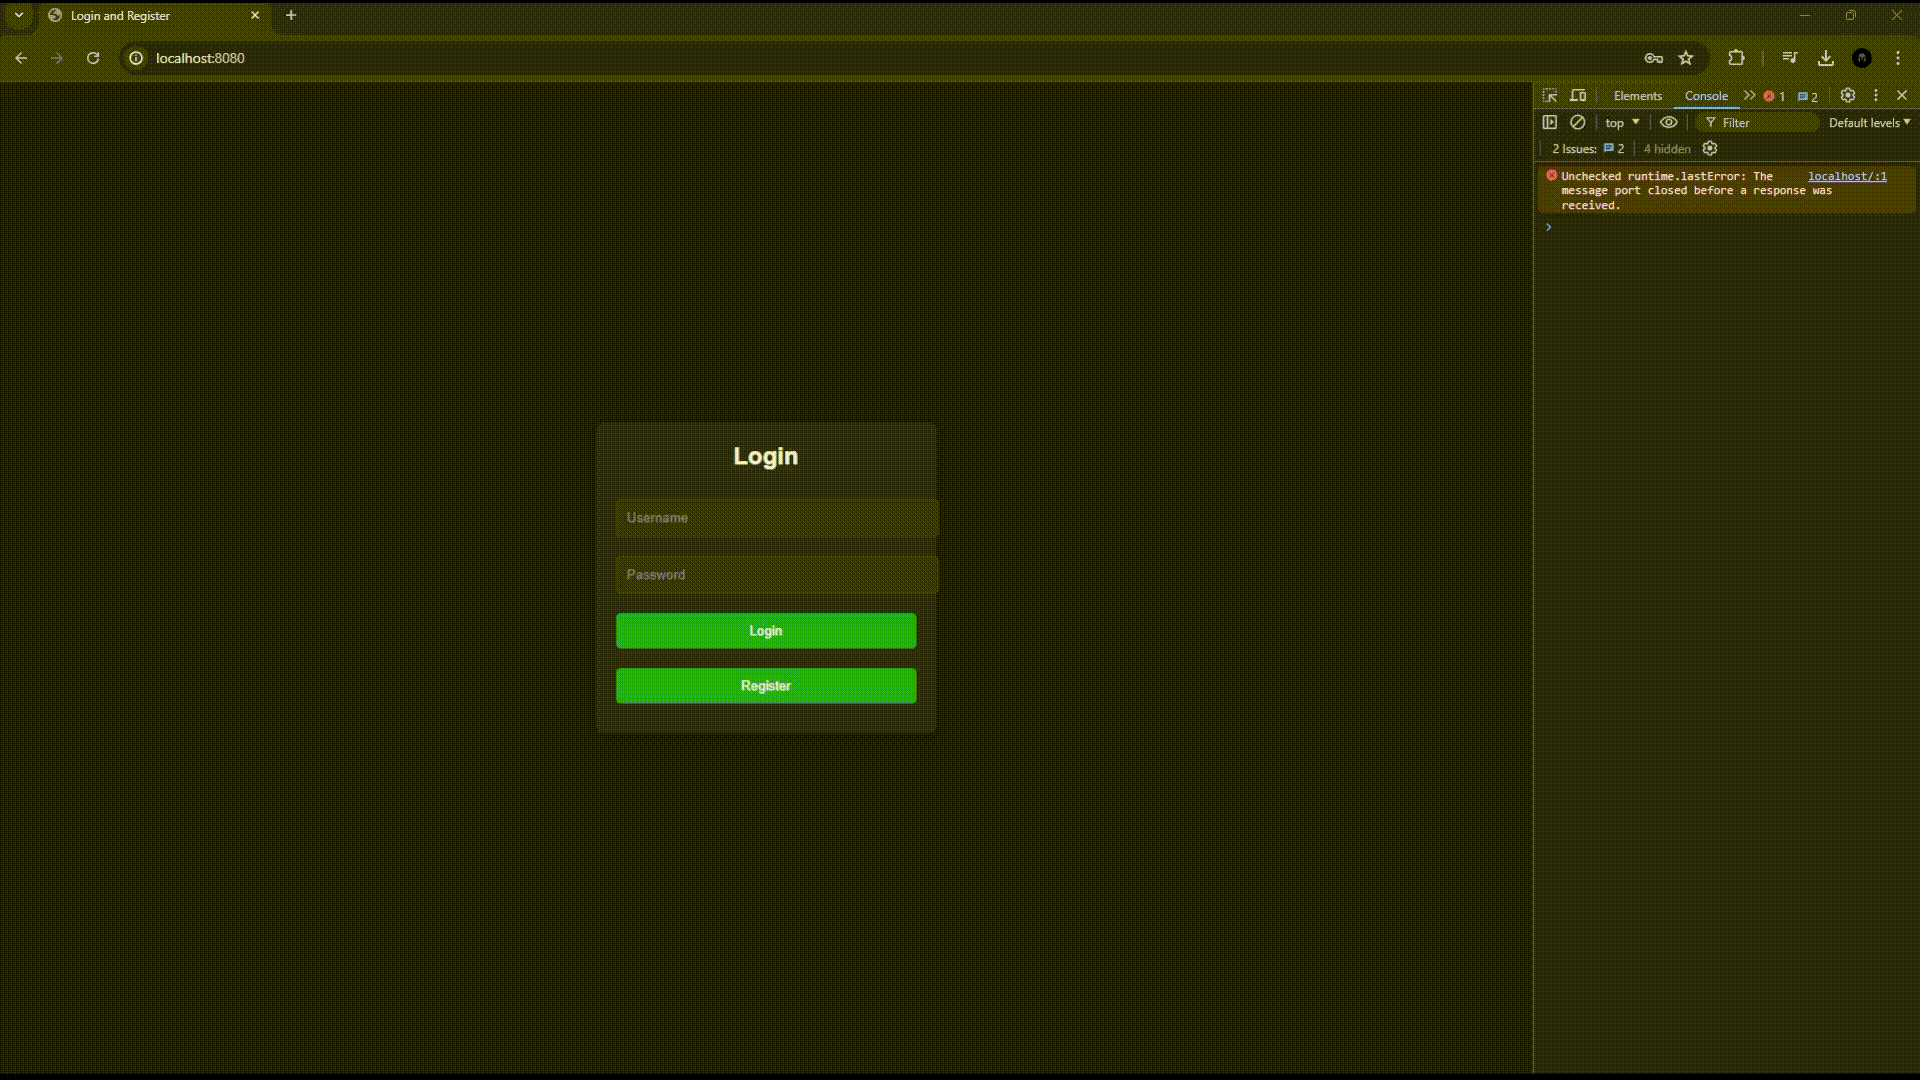 Login and Register
localhost:8080
Elements
Console
1
2
top
Filter
Default levels
2 Issues:
2
4 hidden
Unchecked runtime.lastError: The
localhost/:1
message port closed before a response was
received.
Login
Username
Password
Login
Register